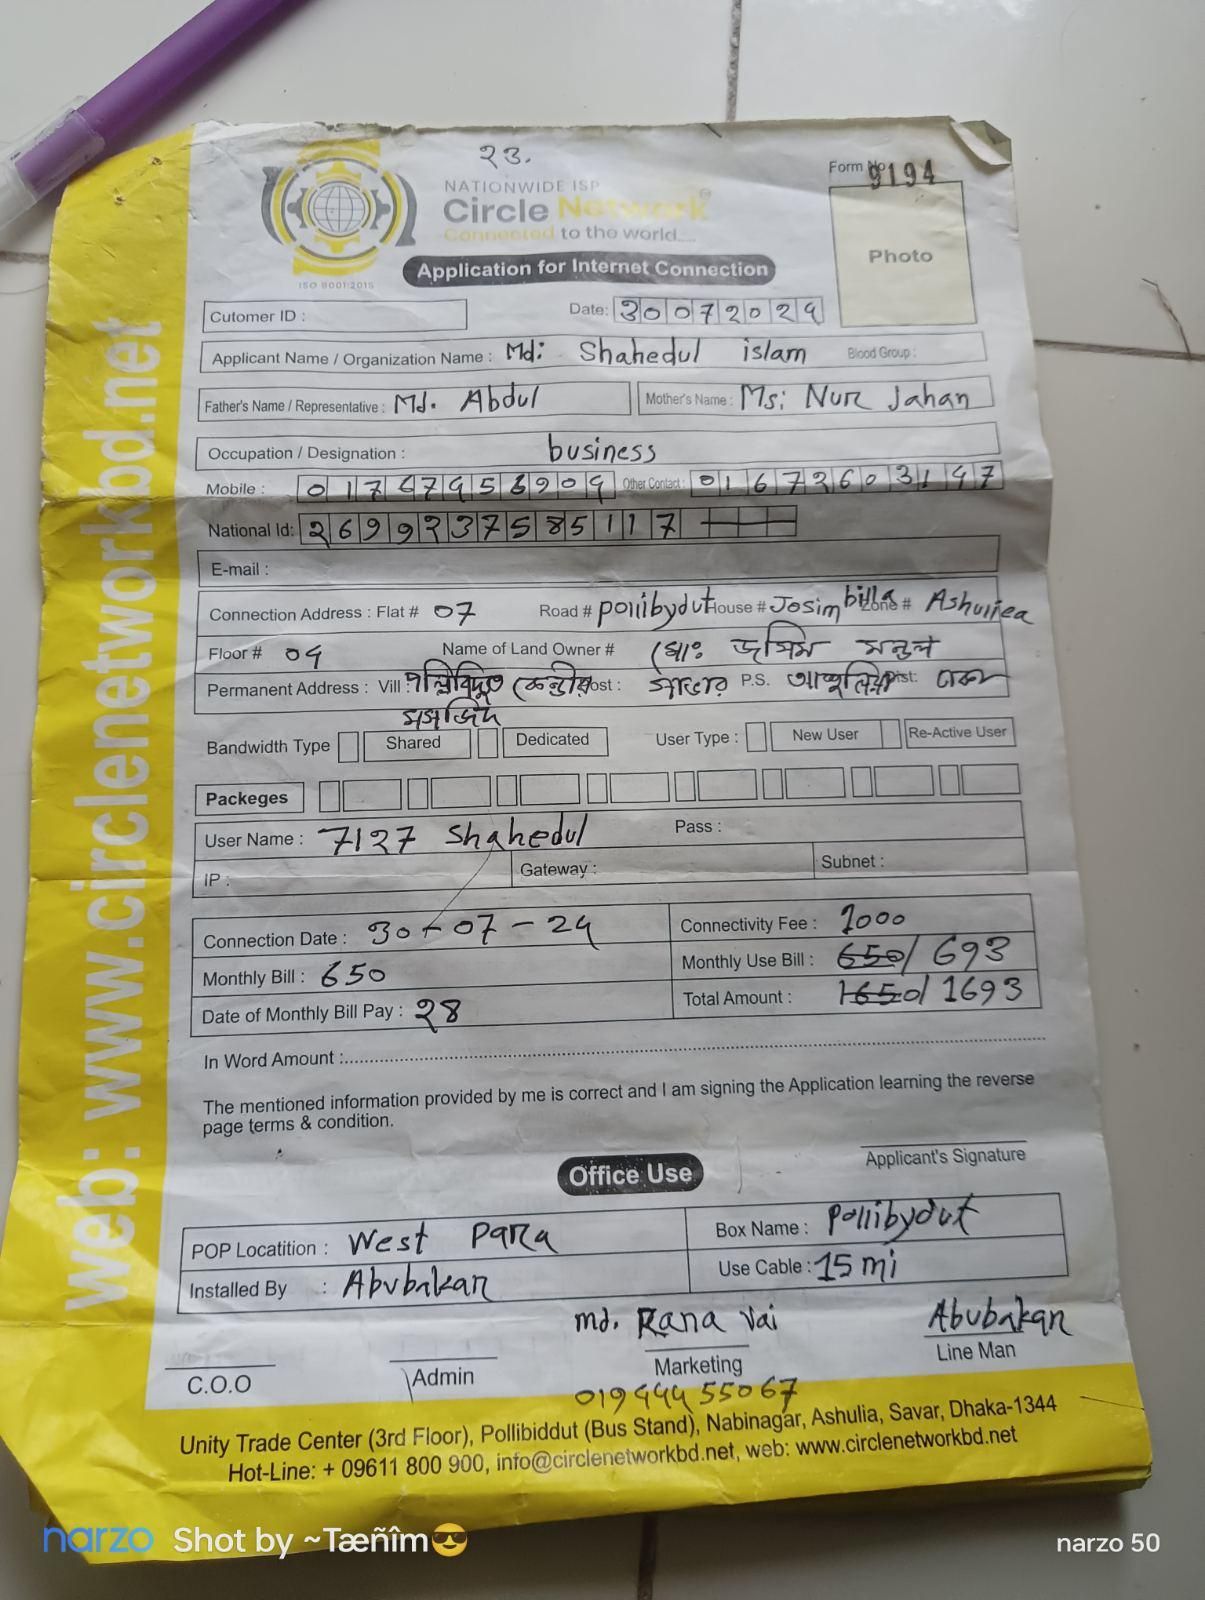 ২৩.
NATIONWIDE ISP
Form No 9194
Circle Network®
Connected to the world.....
ISO 9001:2015
Application for Internet Connection
Photo
Cutomer ID : Date: 30072024
Applicant Name / Organization Name : Md: Shahedul islam Blood Group :
Father's Name / Representative : Md. Abdul Mother's Name : Ms: Nur Jahan
Occupation / Designation : business
Mobile : Other Contact :
National Id:
E-mail :
Connection Address : Flat # 07 Road # pollibydut House # Josim billa Zone #
Floor # 04 Name of Land Owner # মোঃ জসিম মন্ডল
Permanent Address : Vill : পল্লিবিদ্যুত কেন্দ্রীয় Post : সাভার P.S. আশুলিয়া Dist: ঢাকা
মসজিদ
Bandwidth Type Shared Dedicated User Type : New User Re-Active User
Packeges
User Name : 7127 Shahedul Pass :
IP : Gateway : Subnet :
Connection Date : 30-07-24 Connectivity Fee : 1000
Monthly Bill : 650 Monthly Use Bill : 650/ 693
Date of Monthly Bill Pay : 28 Total Amount : 1650/ 1693
In Word Amount :
The mentioned information provided by me is correct and I am signing the Application learning the reverse
page terms & condition.
Applicant's Signature
Office Use
POP Locatition : West Para Box Name : Pollibydut
Installed By : Abubakar Use Cable : 15 mi
md. Rana Vai Abubakar
C.O.O Admin Marketing Line Man
01944455067
Unity Trade Center (3rd Floor), Pollibiddut (Bus Stand), Nabinagar, Ashulia, Savar, Dhaka-1344
Hot-Line: + 09611 800 900, info@circlenetworkbd.net, web: www.circlenetworkbd.net
web: www.circlenetworkbd.net
narzo Shot by ~Tæñîm😎 narzo 50